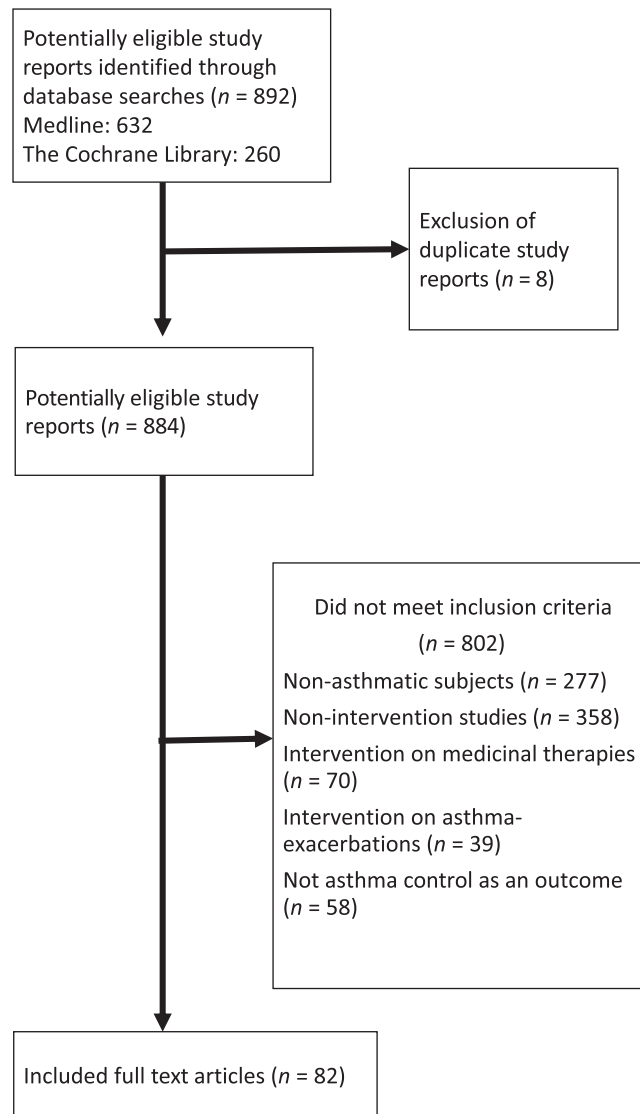 Potentially eligible study
reports identified through
database searches (n = 892)
Medline: 632
The Cochrane Library: 260
Exclusion of
duplicate study
reports (n = 8)
Potentially eligible study
reports (n = 884)
Did not meet inclusion criteria
(n = 802)
Non-asthmatic subjects (n = 277)
Non-intervention studies (n = 358)
Intervention on medicinal therapies
(n = 70)
Intervention on asthma-
exacerbations (n = 39)
Not asthma control as an outcome
(n = 58)
Included full text articles (n = 82)